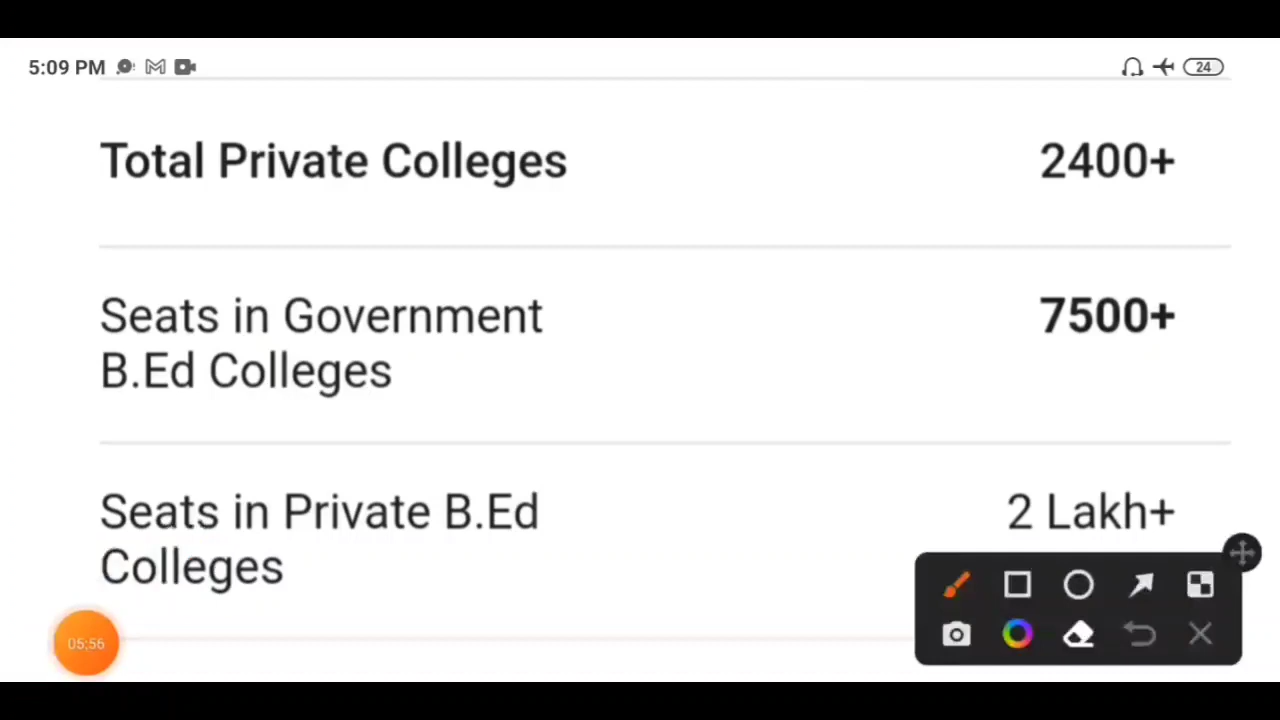 5:09 PM
24
Total Private Colleges 2400+
Seats in Government 7500+
B.Ed Colleges
Seats in Private B.Ed 2 Lakh+
Colleges
05:56